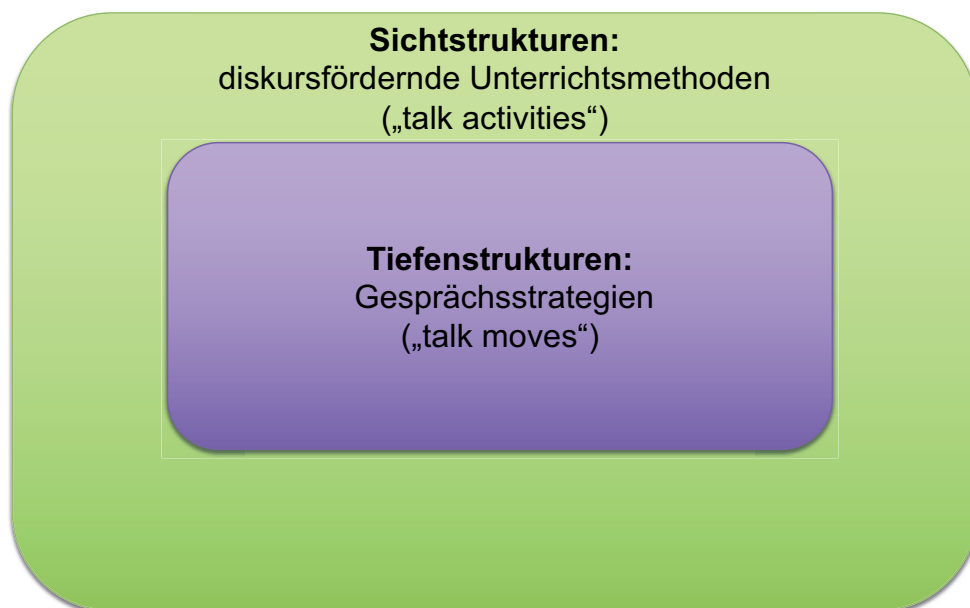 Sichtstrukturen:
diskursfördernde Unterrichtsmethoden
(„talk activities“)
Tiefenstrukturen:
Gesprächsstrategien
(„talk moves“)